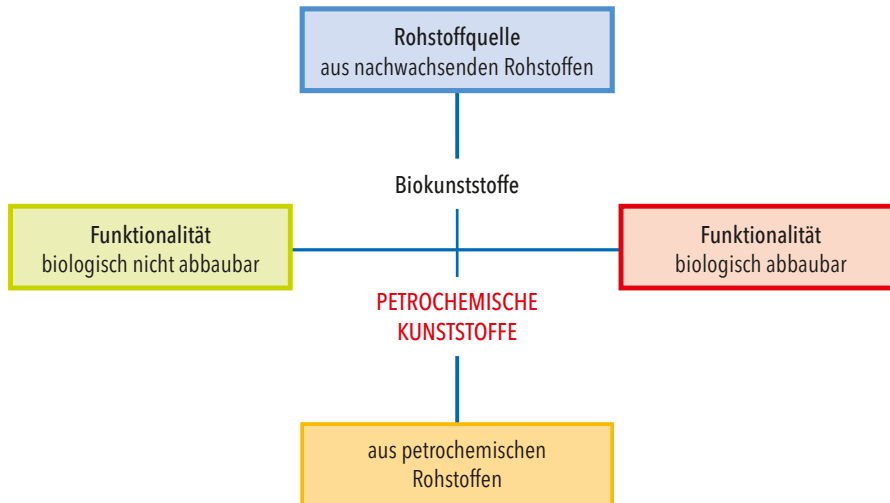 Rohstoffquelle
aus nachwachsenden Rohstoffen
Biokunststoffe
Funktionalität
biologisch nicht abbaubar
Funktionalität
biologisch abbaubar
PETROCHEMISCHE
KUNSTSTOFFE
aus petrochemischen
Rohstoffen